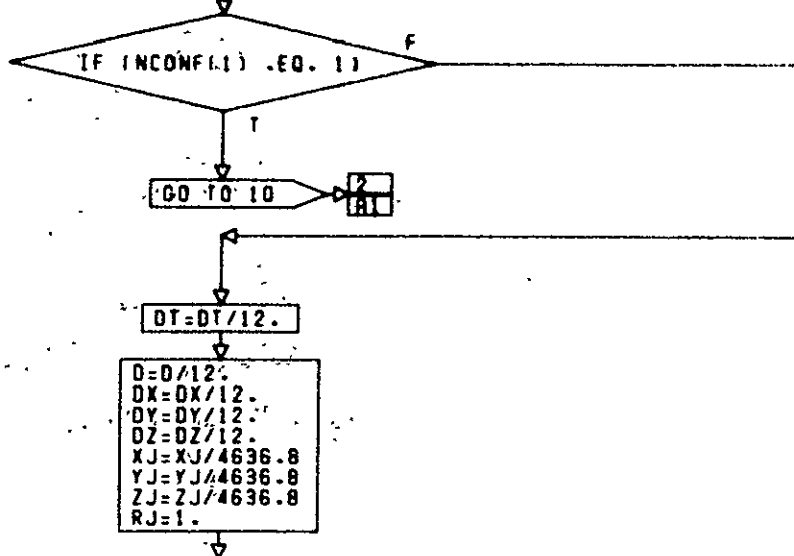 IF (NCONF(1) .EQ. 1)
F
T
GO TO 10
2
A1
DT=DT/12.
D=D/12.
DX=DX/12.
DY=DY/12.
DZ=DZ/12.
XJ=XJ/4636.8
YJ=YJ/4636.8
ZJ=ZJ/4636.8
RJ=1.